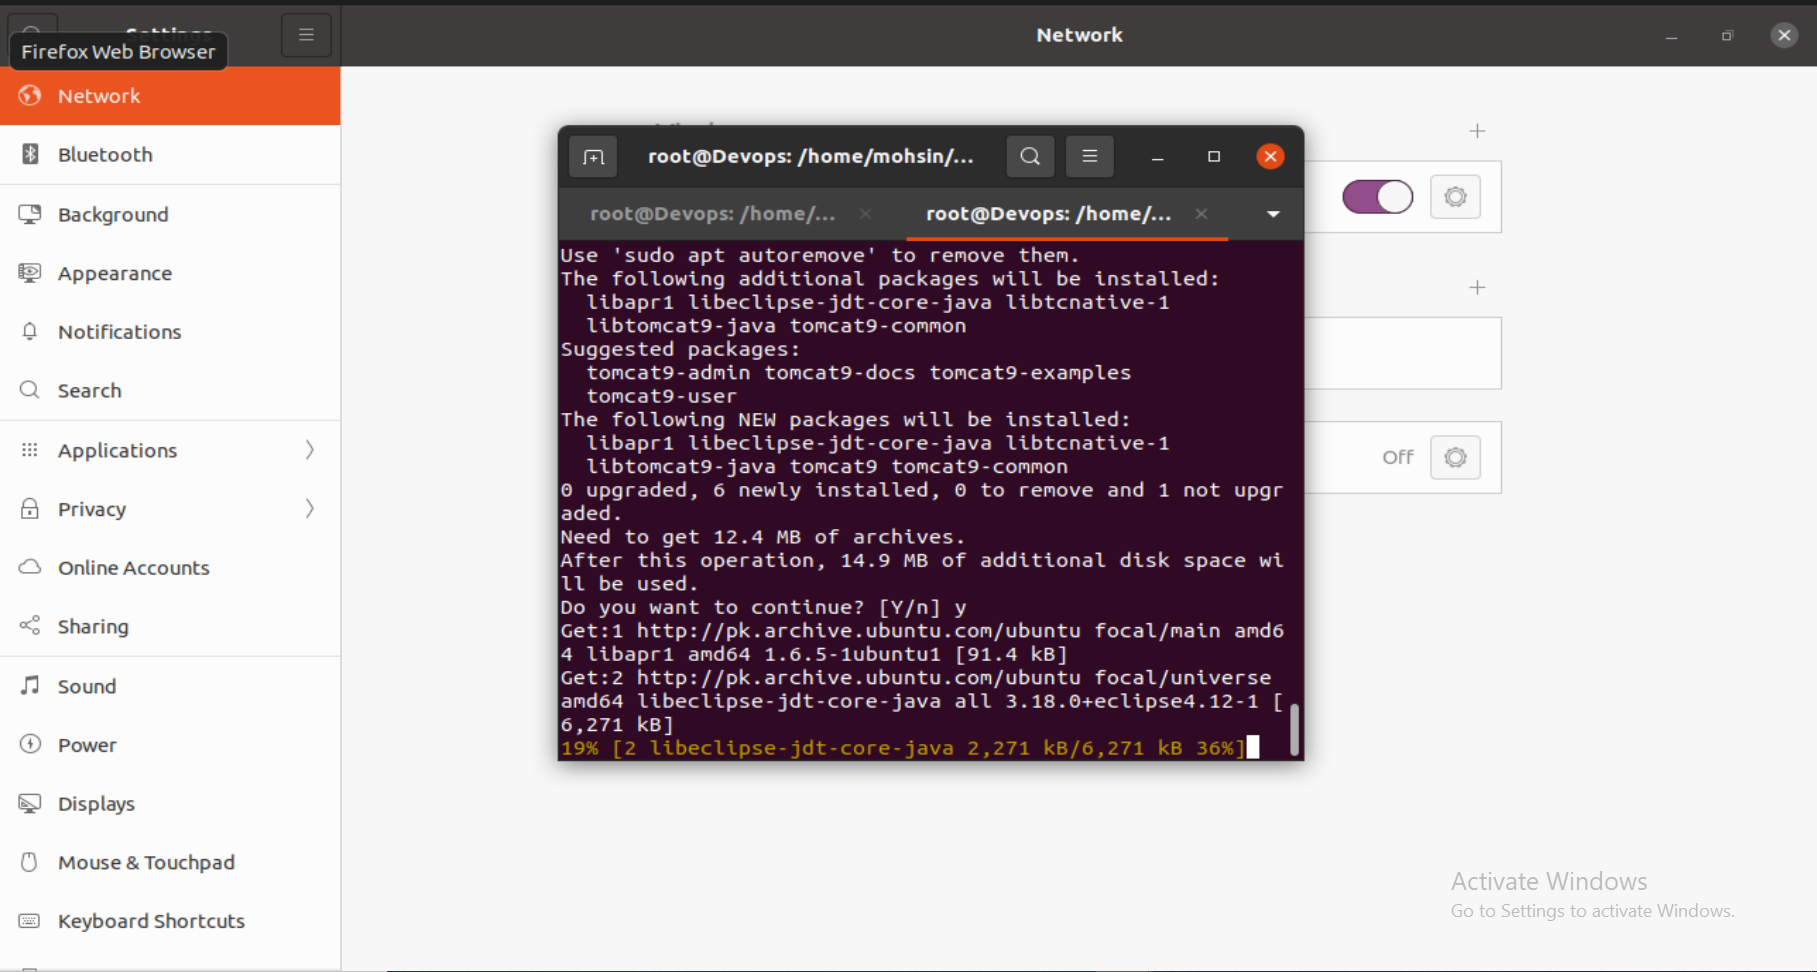 Settings
Network
Firefox Web Browser
Network
Bluetooth
Background
Appearance
Notifications
Search
Applications
Privacy
Online Accounts
Sharing
Sound
Power
Displays
Mouse & Touchpad
Keyboard Shortcuts
root@Devops: /home/mohsin/...
root@Devops: /home/...
root@Devops: /home/...
Use 'sudo apt autoremove' to remove them.
The following additional packages will be installed:
libapr1 libeclipse-jdt-core-java libtcnative-1
libtomcat9-java tomcat9-common
Suggested packages:
tomcat9-admin tomcat9-docs tomcat9-examples
tomcat9-user
The following NEW packages will be installed:
libapr1 libeclipse-jdt-core-java libtcnative-1
libtomcat9-java tomcat9 tomcat9-common
0 upgraded, 6 newly installed, 0 to remove and 1 not upgr
aded.
Need to get 12.4 MB of archives.
After this operation, 14.9 MB of additional disk space wi
ll be used.
Do you want to continue? [Y/n] y
Get:1 http://pk.archive.ubuntu.com/ubuntu focal/main amd6
4 libapr1 amd64 1.6.5-1ubuntu1 [91.4 kB]
Get:2 http://pk.archive.ubuntu.com/ubuntu focal/universe
amd64 libeclipse-jdt-core-java all 3.18.0+eclipse4.12-1 [
6,271 kB]
19% [2 libeclipse-jdt-core-java 2,271 kB/6,271 kB 36%]
Off
Activate Windows
Go to Settings to activate Windows.